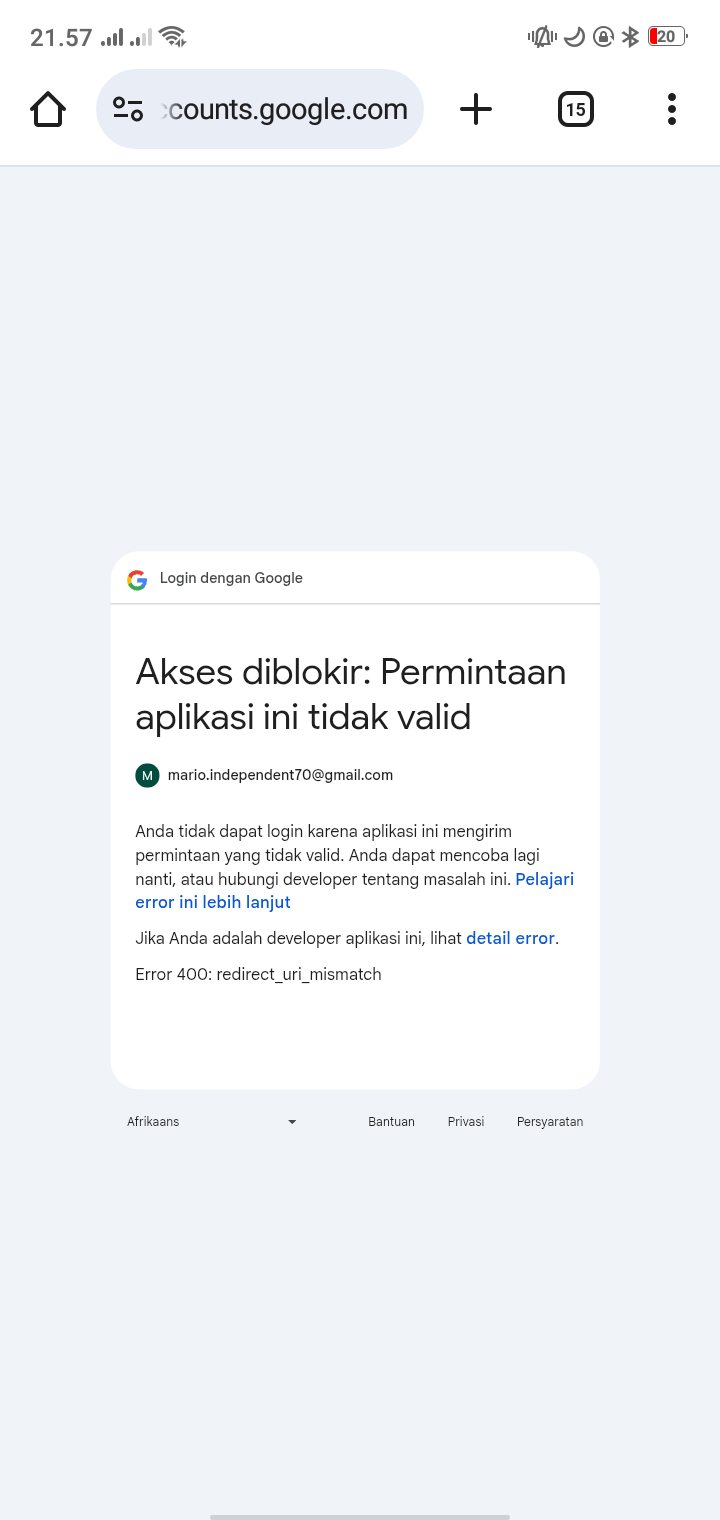 21.57
20
counts.google.com
15
Login dengan Google
Akses diblokir: Permintaan
aplikasi ini tidak valid
M mario.independent70@gmail.com
Anda tidak dapat login karena aplikasi ini mengirim
permintaan yang tidak valid. Anda dapat mencoba lagi
nanti, atau hubungi developer tentang masalah ini. Pelajari
error ini lebih lanjut
Jika Anda adalah developer aplikasi ini, lihat detail error.
Error 400: redirect_uri_mismatch
Afrikaans
Bantuan
Privasi
Persyaratan